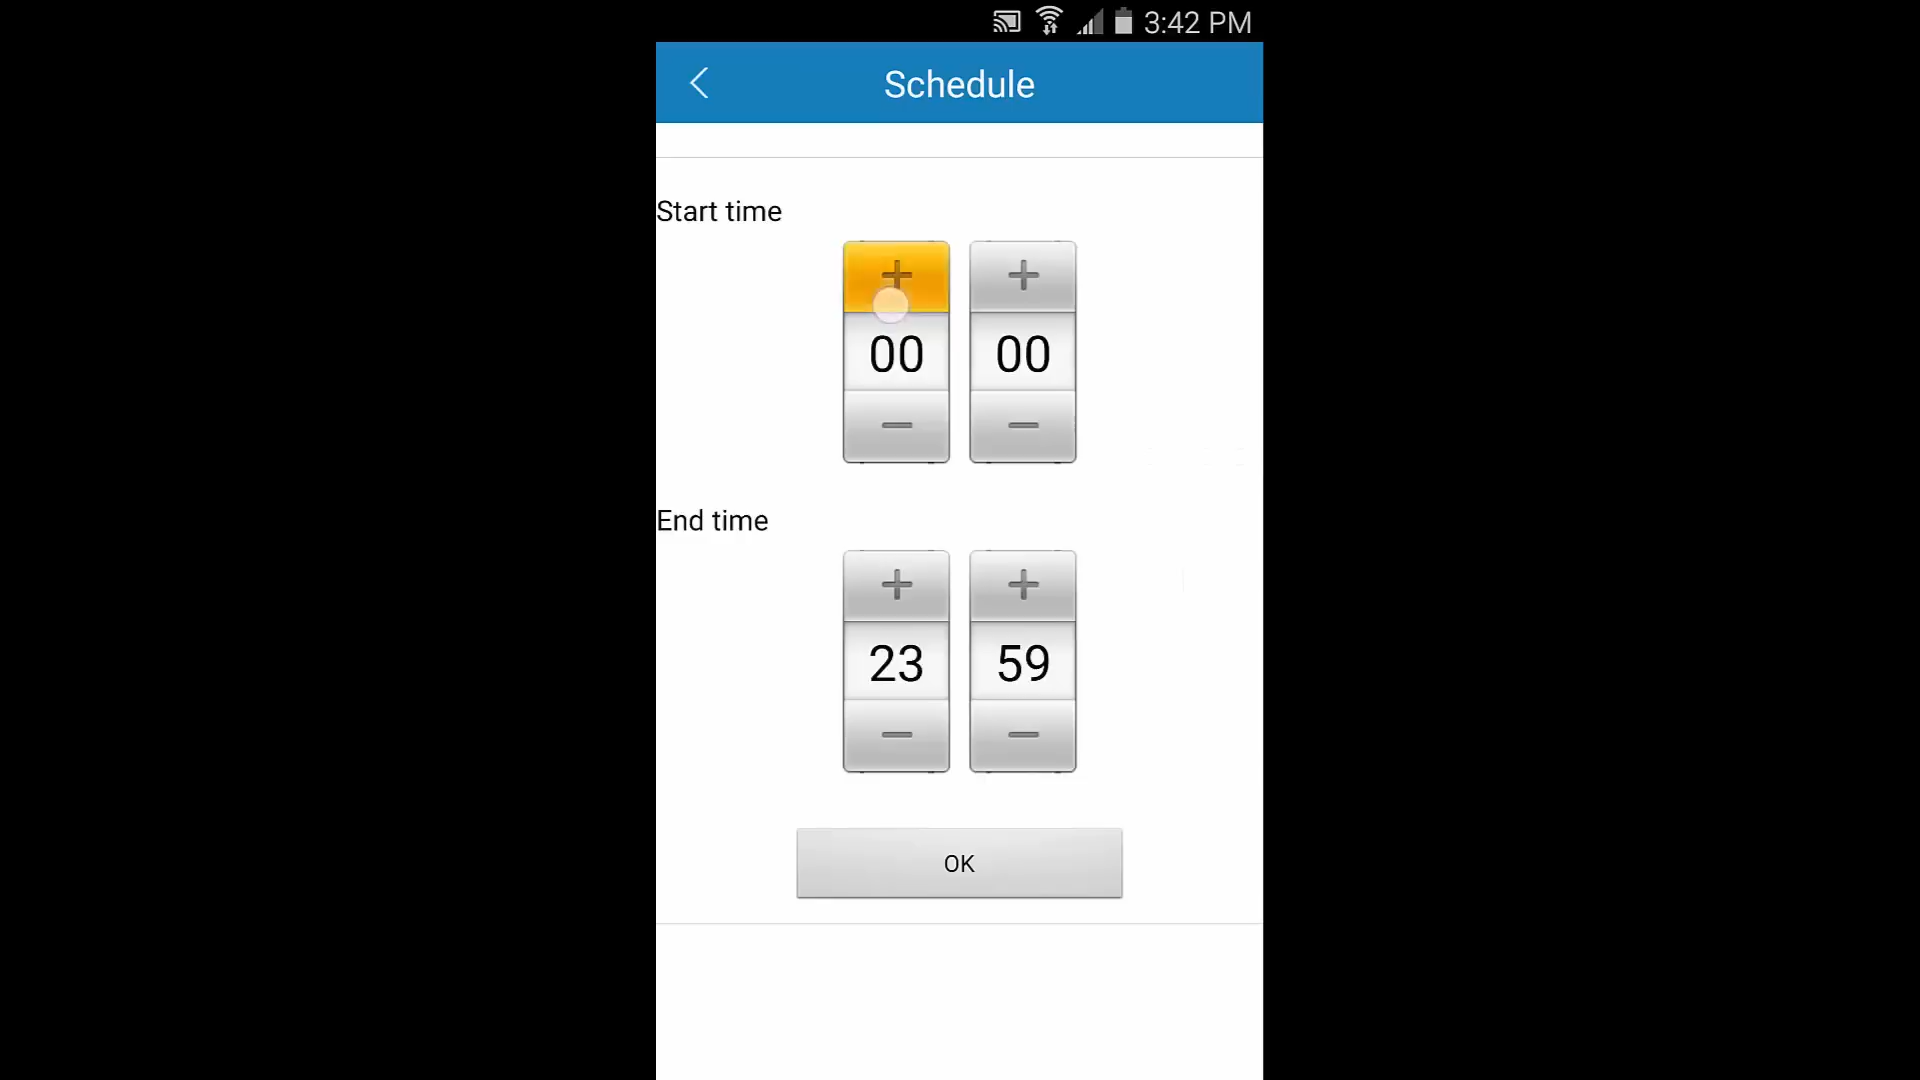 3:42 PM
Schedule
Start time
+ +
00 00
— —
End time
+ +
23 59
— —
OK